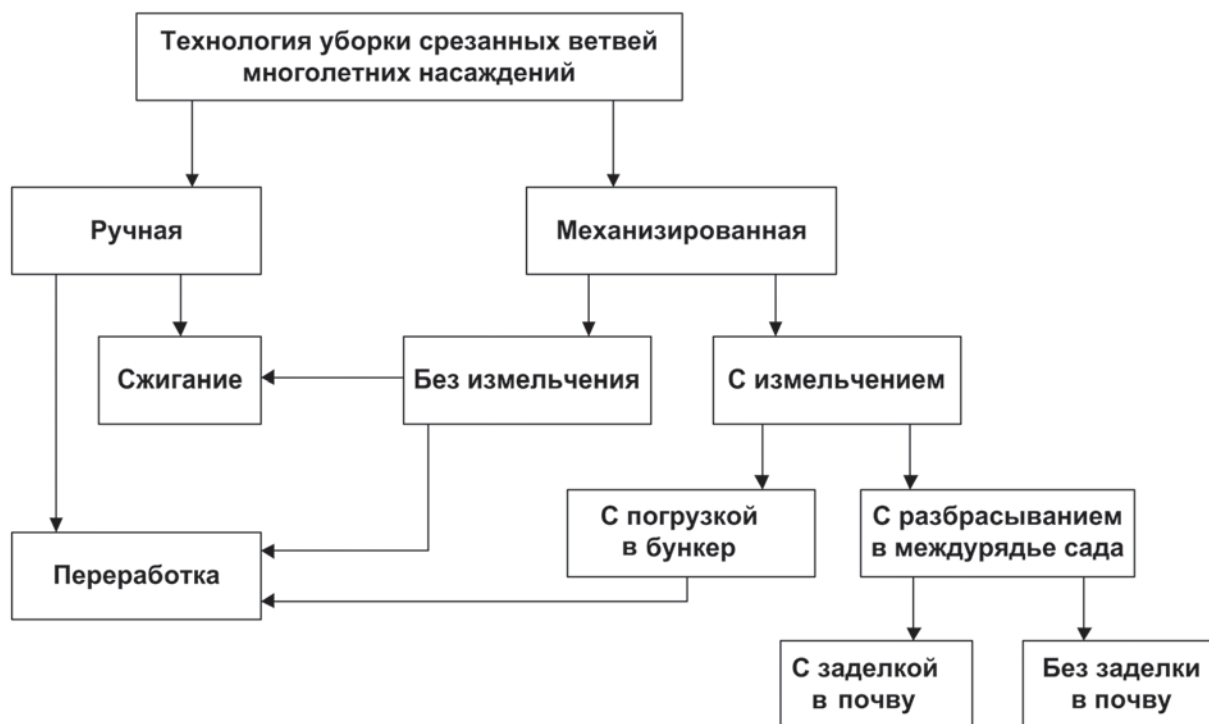 Технология уборки срезанных ветвей
многолетних насаждений
Ручная
Механизированная
Сжигание
Без измельчения
С измельчением
С погрузкой
в бункер
С разбрасыванием
в междурядье сада
Переработка
С заделкой
в почву
Без заделки
в почву